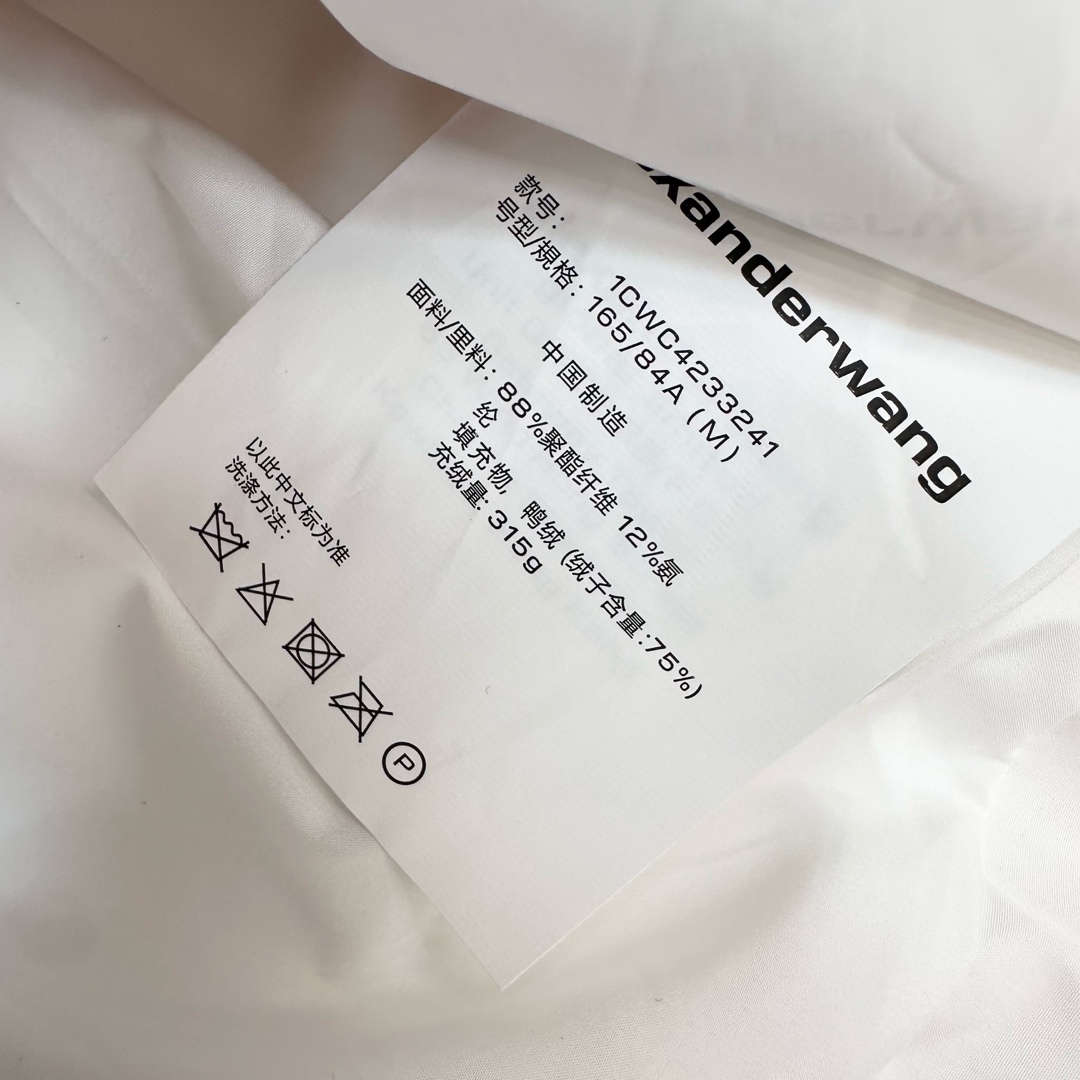 exanderwang
款号: 1CWC4233241
号型/規格: 165/84A (M)
中国制造
面料/里料: 88%聚酯纤维 12%氨
纶
填充物, 鸭绒 (绒子含量:75%)
充绒量: 315g
以此中文标为准
洗涤方法:
P